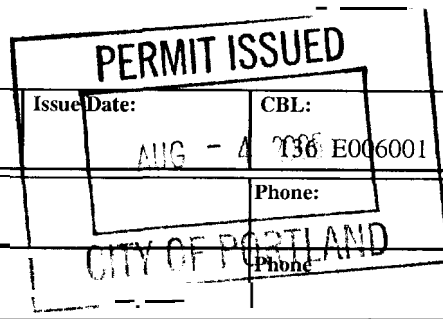 PERMIT ISSUED
Issue Date: CBL:
AUG - 4 136 E006001
Phone:
CITY OF PORTLAND
Phone